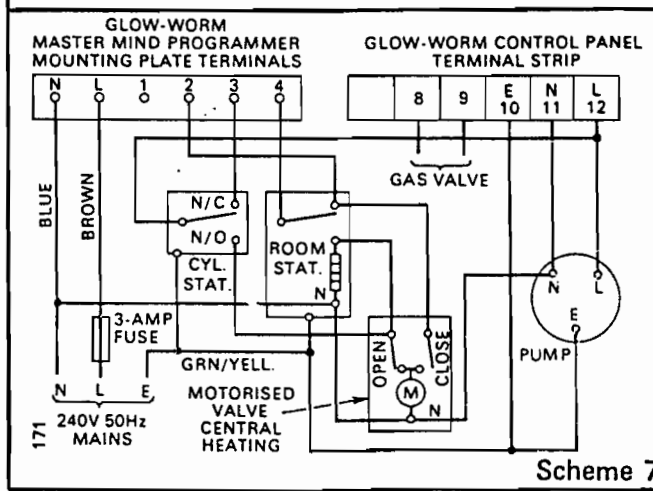 GLOW-WORM
MASTER MIND PROGRAMMER
MOUNTING PLATE TERMINALS
GLOW-WORM CONTROL PANEL
TERMINAL STRIP
N L 1 2 3 4
8 9 E 10 N 11 L 12
GAS VALVE
BLUE
BROWN
N/C
N/O
CYL.
STAT.
ROOM
STAT.
N
N L
E
PUMP
3-AMP
FUSE
GRN/YELL.
OPEN
CLOSE
M
N
N L E
240V 50Hz
MAINS
MOTORISED
VALVE
CENTRAL
HEATING
171
Scheme 7